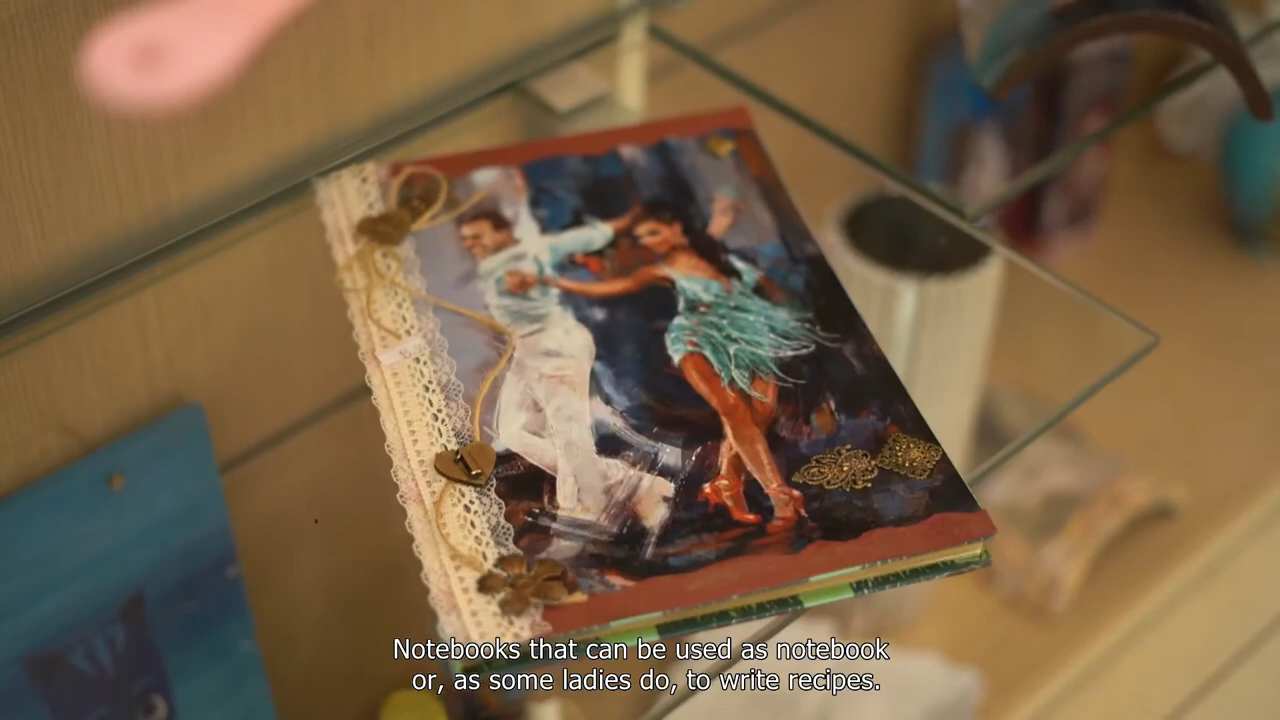 Notebooks that can be used as notebook
or, as some ladies do, to write recipes.